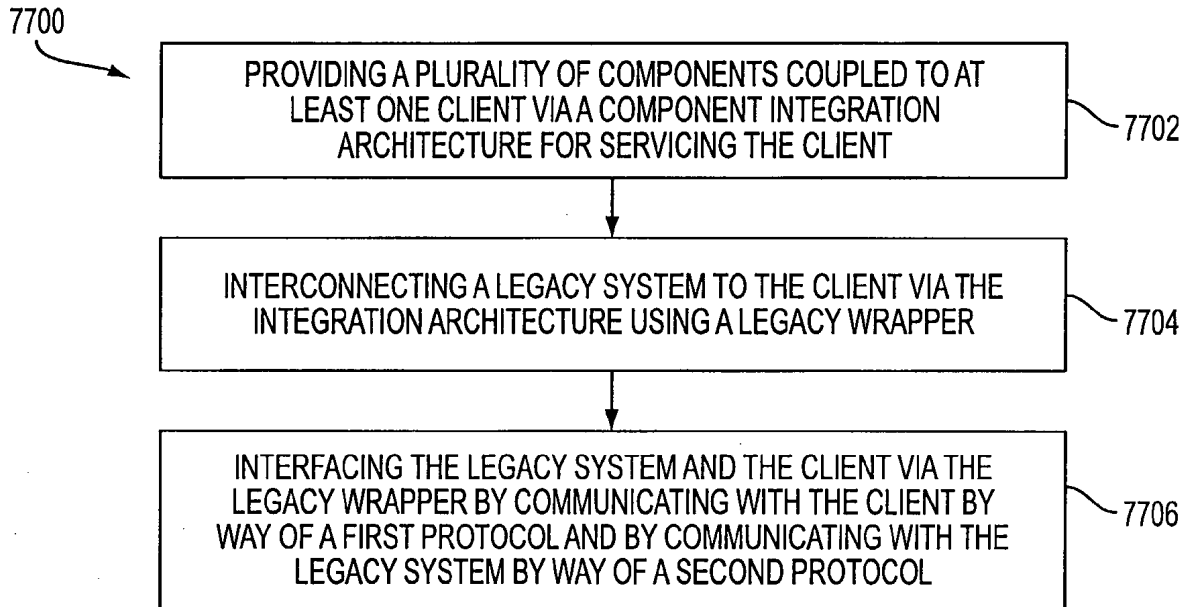 7700
PROVIDING A PLURALITY OF COMPONENTS COUPLED TO AT
LEAST ONE CLIENT VIA A COMPONENT INTEGRATION
ARCHITECTURE FOR SERVICING THE CLIENT
7702
INTERCONNECTING A LEGACY SYSTEM TO THE CLIENT VIA THE
INTEGRATION ARCHITECTURE USING A LEGACY WRAPPER
7704
INTERFACING THE LEGACY SYSTEM AND THE CLIENT VIA THE
LEGACY WRAPPER BY COMMUNICATING WITH THE CLIENT BY
WAY OF A FIRST PROTOCOL AND BY COMMUNICATING WITH THE
LEGACY SYSTEM BY WAY OF A SECOND PROTOCOL
7706